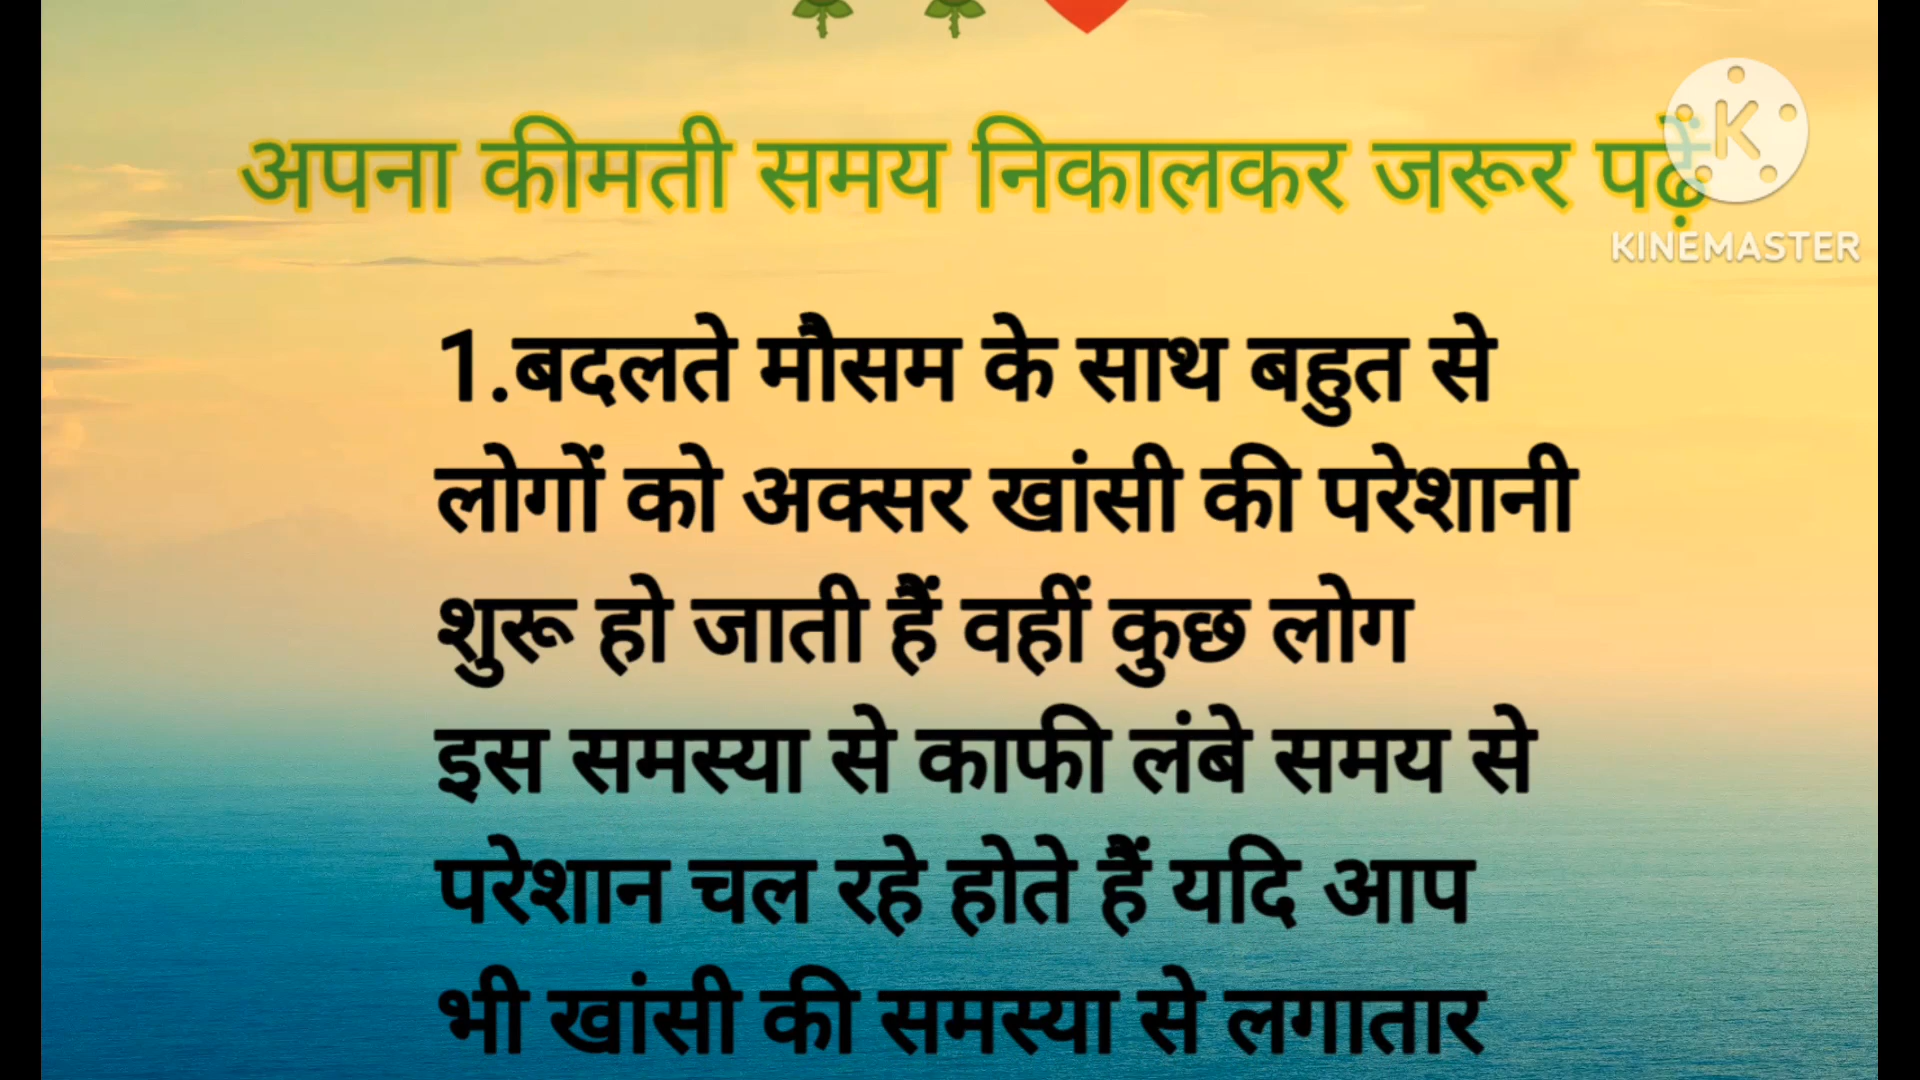 अपना कीमती समय निकालकर जरूर पढ़ें
K
KINEMASTER
1.बदलते मौसम के साथ बहुत से
लोगों को अक्सर खांसी की परेशानी
शुरू हो जाती हैं वहीं कुछ लोग
इस समस्या से काफी लंबे समय से
परेशान चल रहे होते हैं यदि आप
भी खांसी की समस्या से लगातार